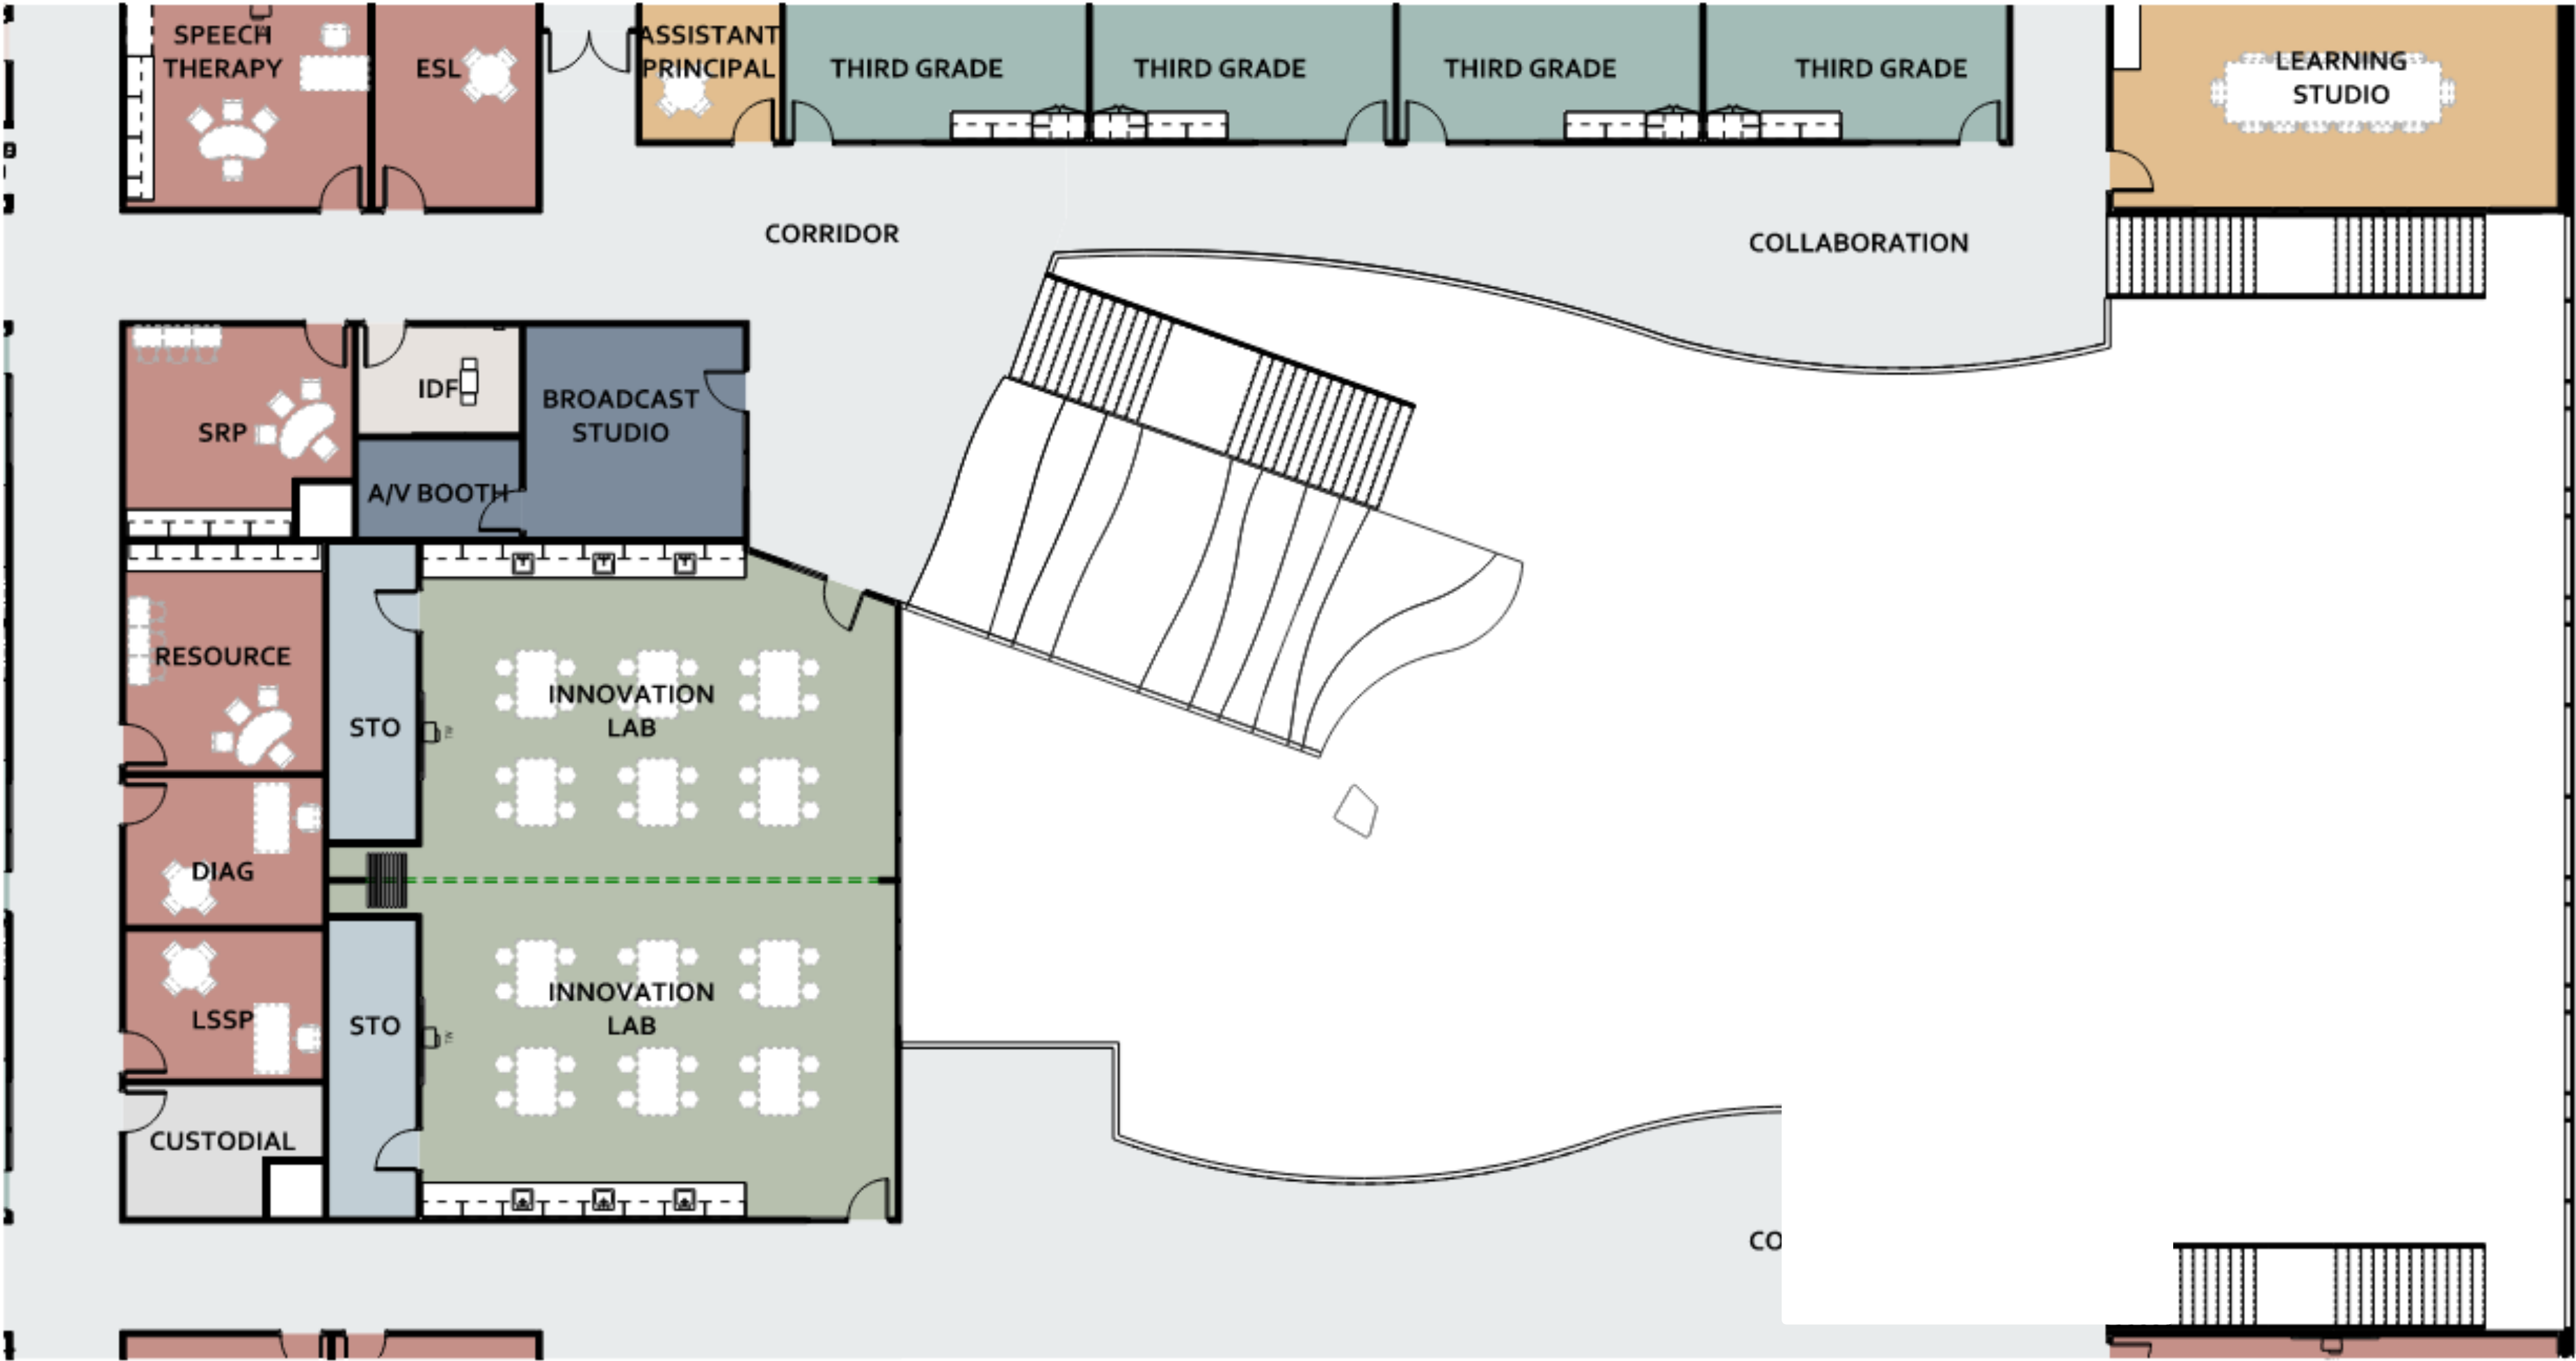 SPEECH
THERAPY
ESL
ASSISTANT
PRINCIPAL
THIRD GRADE
THIRD GRADE
THIRD GRADE
THIRD GRADE
LEARNING
STUDIO
CORRIDOR
COLLABORATION
SRP
IDF
BROADCAST
STUDIO
A/V BOOTH
RESOURCE
STO
INNOVATION
LAB
DIAG
LSSP
STO
INNOVATION
LAB
CUSTODIAL
CO